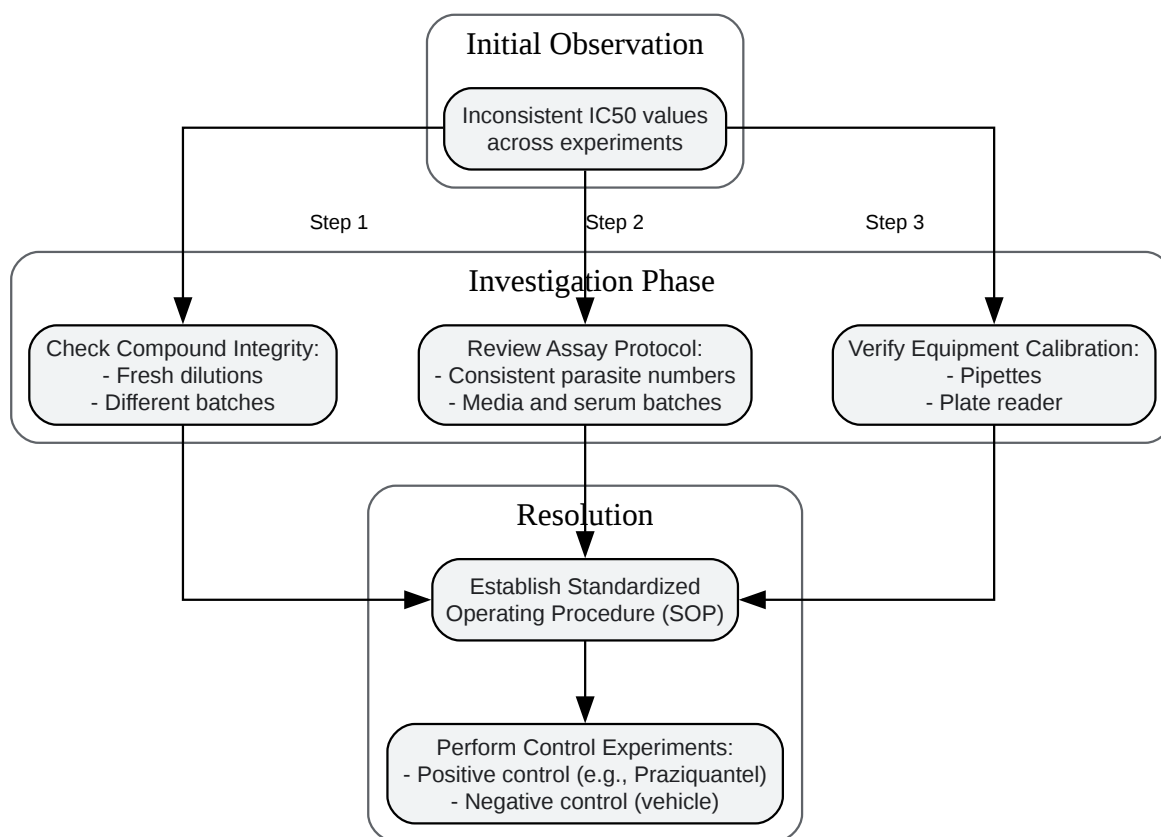 Initial Observation
Inconsistent IC50 values
across experiments
Step 1
Step 2
Step 3
Investigation Phase
Check Compound Integrity:
- Fresh dilutions
- Different batches
Review Assay Protocol:
- Consistent parasite numbers
- Media and serum batches
Verify Equipment Calibration:
- Pipettes
- Plate reader
Resolution
Establish Standardized
Operating Procedure (SOP)
Perform Control Experiments:
- Positive control (e.g., Praziquantel)
- Negative control (vehicle)